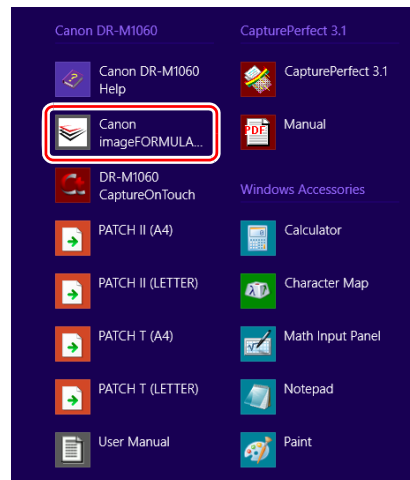 Canon DR-M1060
Canon DR-M1060
Help
Canon
imageFORMULA...
DR-M1060
CaptureOnTouch
PATCH II (A4)
PATCH II (LETTER)
PATCH T (A4)
PATCH T (LETTER)
User Manual
CapturePerfect 3.1
CapturePerfect 3.1
PDF
Manual
Windows Accessories
Calculator
Character Map
Math Input Panel
Notepad
Paint